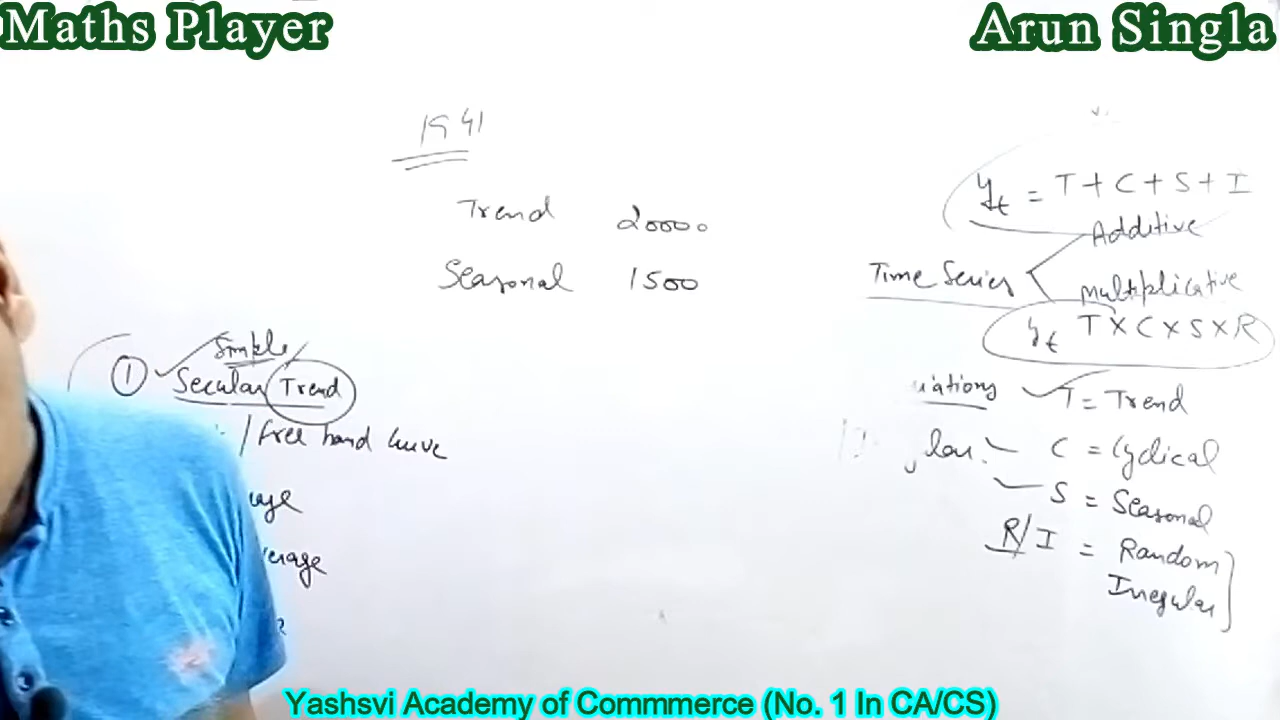 Maths Player
Arun Singla
1941
Trend 20000
Seasonal 1500
yt = T + C + S + I
Additive
Time Series
multiplicative
yt T X C X S X R
① Simple
Secular Trend
/ Free hand Curve
T = Trend
C = Cyclical
S = Seasonal
R/I = Random
Irregular
Yashsvi Academy of Commmerce (No. 1 In CA/CS)